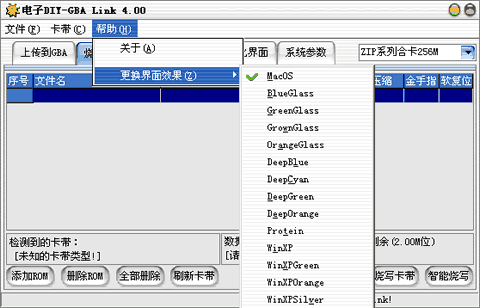 电子DIY-GBA Link 4.00
文件(F) 卡带(C) 帮助(H)
上传到GBA
界面 系统参数 ZIP系列合卡256M
关于(A)
更换界面效果(Z)
序号 文件名
压缩 金手指 软复位
MacOS
BlueGlass
GreenGlass
GrownGlass
OrangeGlass
DeepBlue
DeepCyan
DeepGreen
DeepOrange
Protein
WinXP
WinXPGreen
WinXPOrange
WinXPSilver
检测到的卡带：
[未知的卡带类型!]
数据
[请
(2.00M位)
添加ROM 删除ROM 全部删除 刷新卡带 烧写卡带 智能烧写
ink!